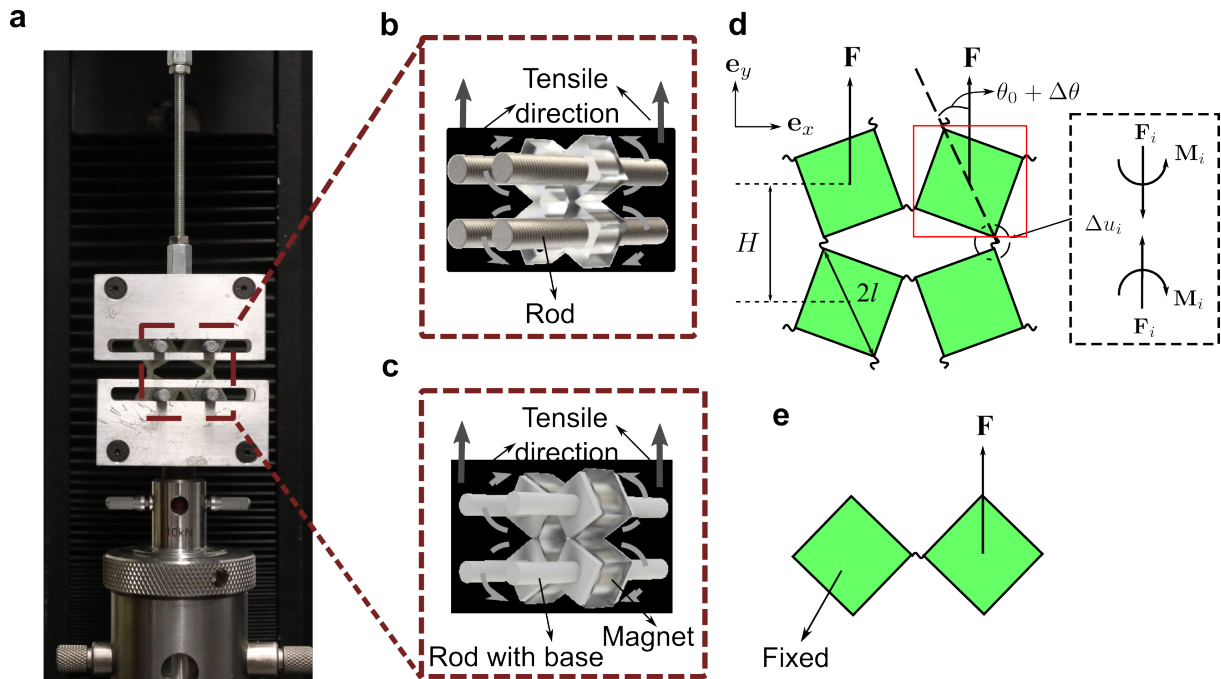 a
10kN
b
Tensile
direction
Rod
c
Tensile
direction
Rod with base
Magnet
d
e_y
e_x
F
F
θ₀ + Δθ
H
2l
Δu_i
F_i
M_i
M_i
F_i
e
F
Fixed